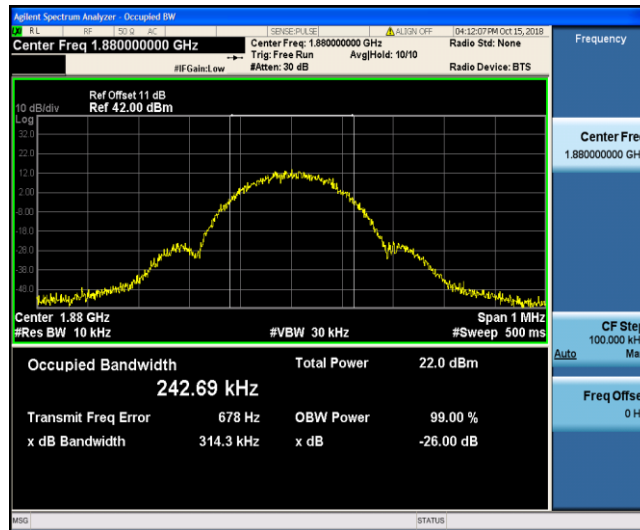 Agilent Spectrum Analyzer - Occupied BW
RL RF 50 Ω AC SENSE:PULSE ALIGN OFF 04:12:07 PM Oct 15, 2018
Center Freq 1.880000000 GHz
Center Freq: 1.880000000 GHz
Radio Std: None
Trig: Free Run
Avg|Hold: 10/10
#IFGain:Low
#Atten: 30 dB
Radio Device: BTS
Ref Offset 11 dB
10 dB/div Ref 42.00 dBm
Log
32.0
22.0
12.0
2.00
-8.00
-18.0
-28.0
-38.0
-48.0
Center 1.88 GHz
Span 1 MHz
#Res BW 10 kHz
#VBW 30 kHz
#Sweep 500 ms
Occupied Bandwidth
Total Power 22.0 dBm
242.69 kHz
Transmit Freq Error 678 Hz OBW Power 99.00 %
x dB Bandwidth 314.3 kHz x dB -26.00 dB
MSG STATUS
Frequency
Center Fre
1.880000000 GH
CF Step
100.000 kH
Auto Ma
Freq Offse
0 H